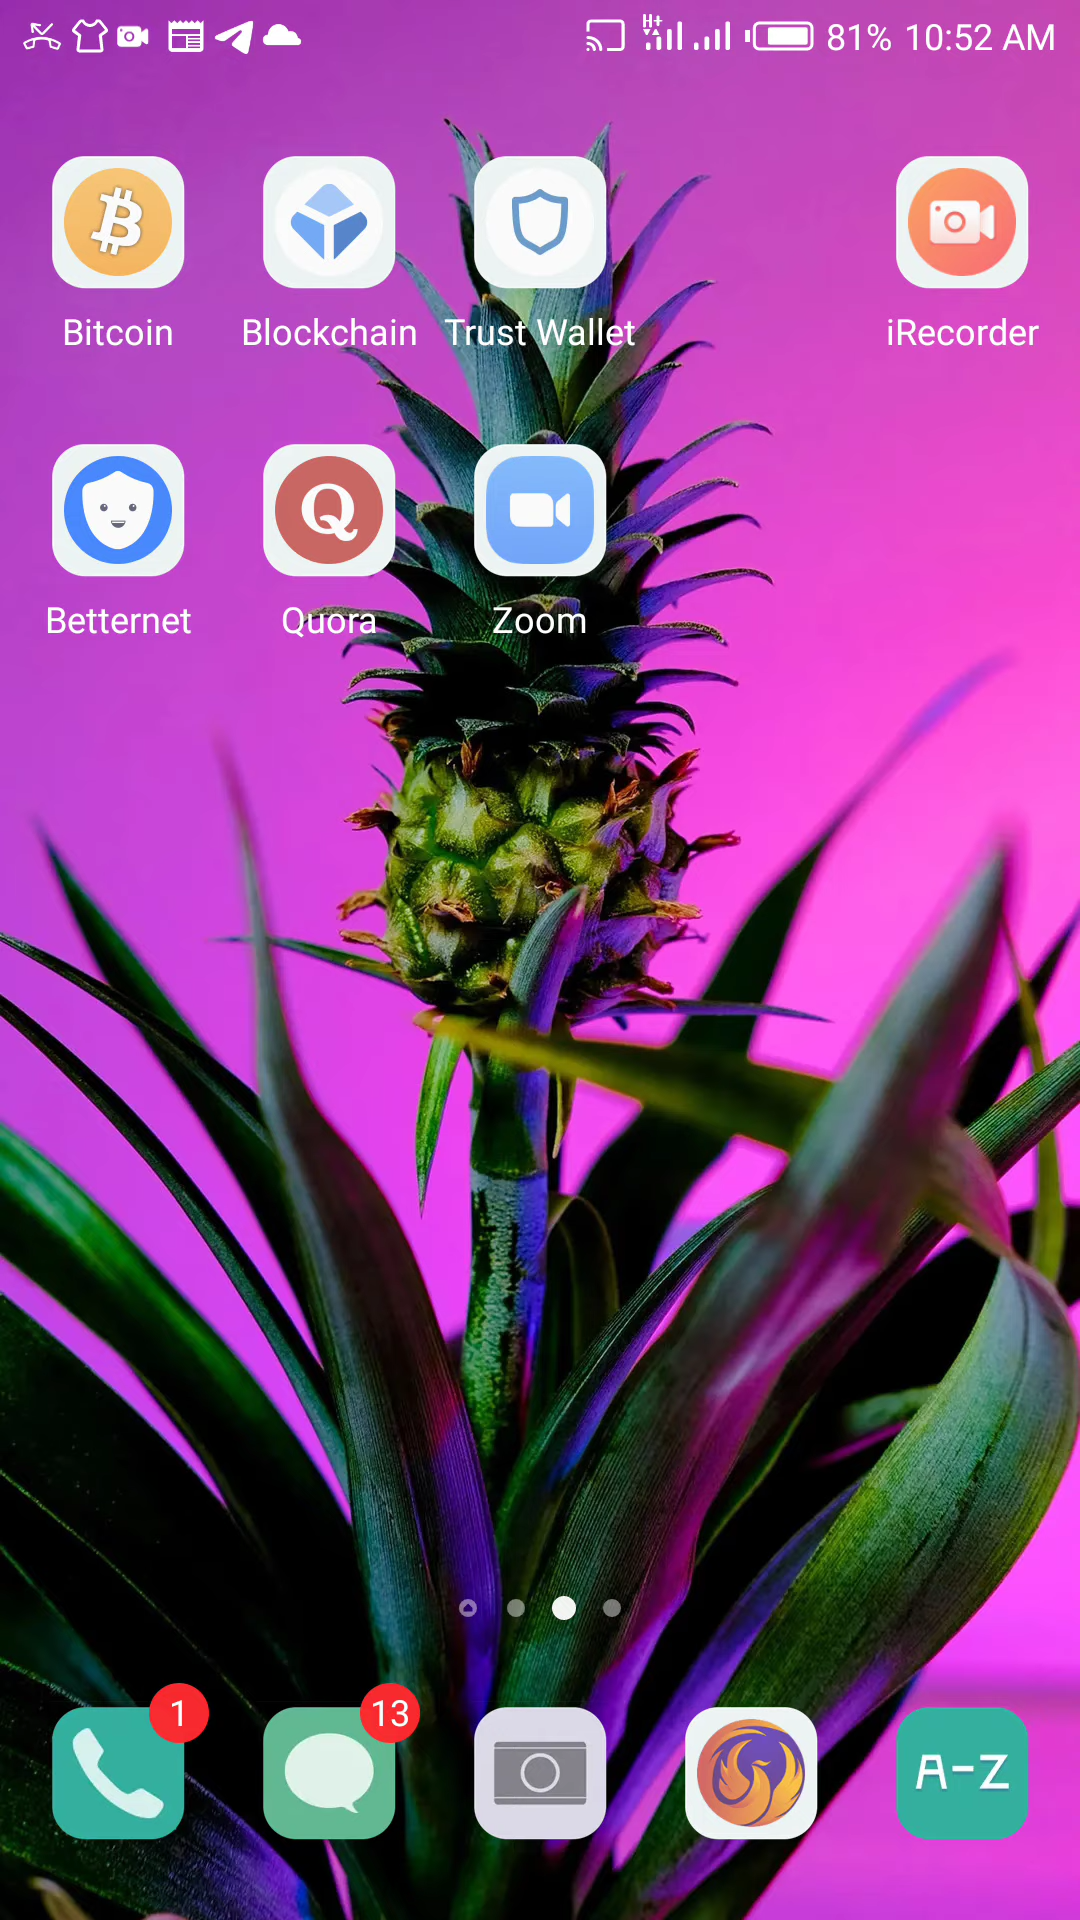 H+ 81% 10:52 AM
Bitcoin Blockchain Trust Wallet iRecorder
Betternet Quora Zoom
1 13
A-Z